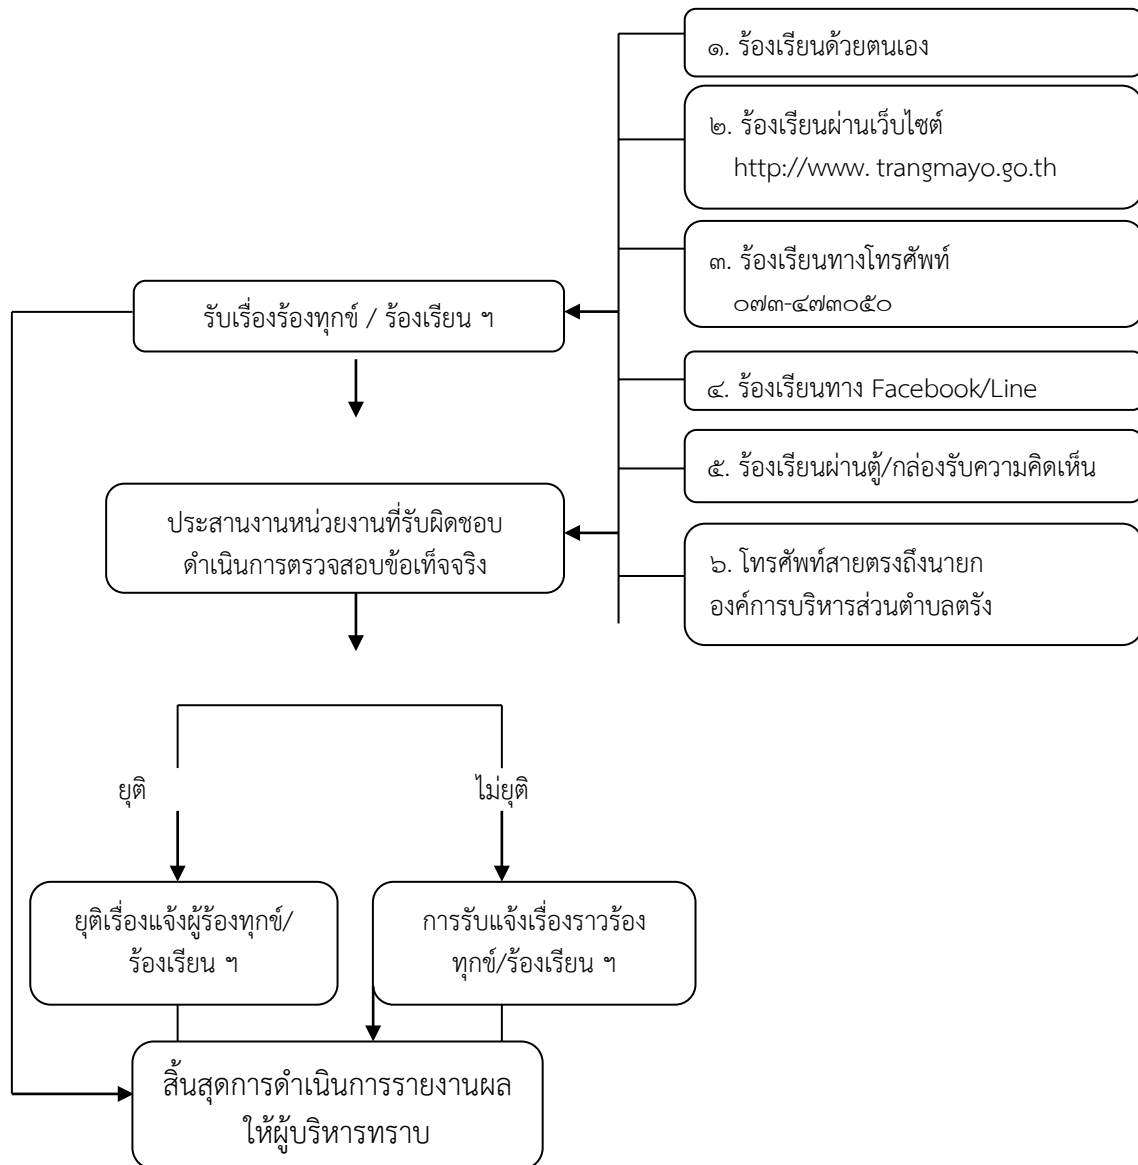 ๑. ร้องเรียนด้วยตนเอง
๒. ร้องเรียนผ่านเว็บไซต์
http://www. trangmayo.go.th
๓. ร้องเรียนทางโทรศัพท์
๐๗๓-๔๗๓๐๕๐
รับเรื่องร้องทุกข์ / ร้องเรียน ฯ
๔. ร้องเรียนทาง Facebook/Line
๕. ร้องเรียนผ่านตู้/กล่องรับความคิดเห็น
ประสานงานหน่วยงานที่รับผิดชอบ
ดำเนินการตรวจสอบข้อเท็จจริง
๖. โทรศัพท์สายตรงถึงนายก
องค์การบริหารส่วนตำบลตรัง
ยุติ
ไม่ยุติ
ยุติเรื่องแจ้งผู้ร้องทุกข์/
ร้องเรียน ฯ
การรับแจ้งเรื่องราวร้อง
ทุกข์/ร้องเรียน ฯ
สิ้นสุดการดำเนินการรายงานผล
ให้ผู้บริหารทราบ